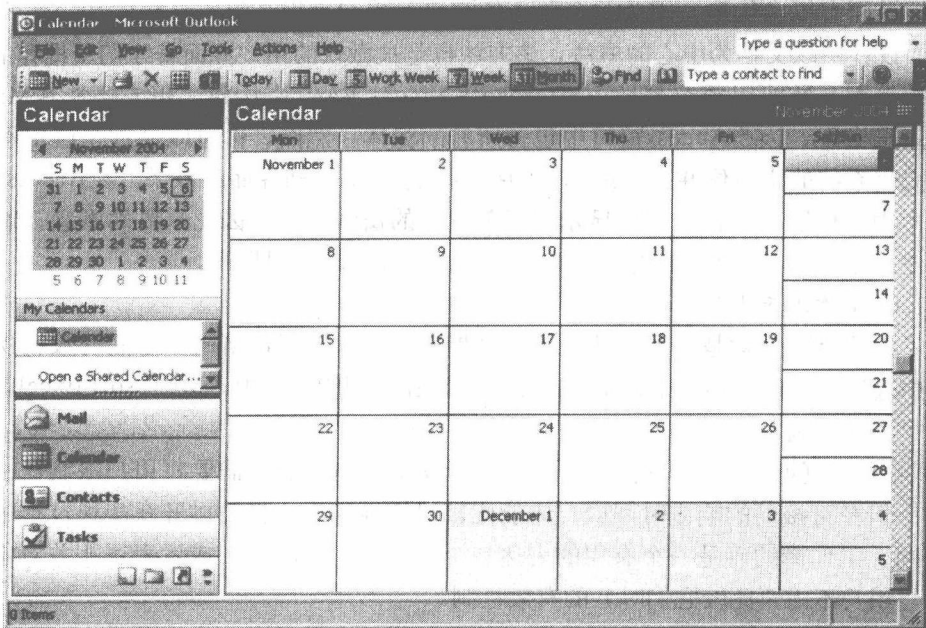 Calendar - Microsoft Outlook
File Edit View Go Tools Actions Help Type a question for help
New Today Day Work Week Week Month Find Type a contact to find
Calendar
November 2004
S M T W T F S
31 1 2 3 4 5 6
7 8 9 10 11 12 13
14 15 16 17 18 19 20
21 22 23 24 25 26 27
28 29 30 1 2 3 4
5 6 7 8 9 10 11
My Calendars
Calendar
Open a Shared Calendar...
Mail
Calendar
Contacts
Tasks
Calendar November 2004
Mon Tue Wed Thu Fri Sat/Sun
November 1 2 3 4 5
7
8 9 10 11 12 13
14
15 16 17 18 19 20
21
22 23 24 25 26 27
28
29 30 December 1 2 3 4
5
0 Items